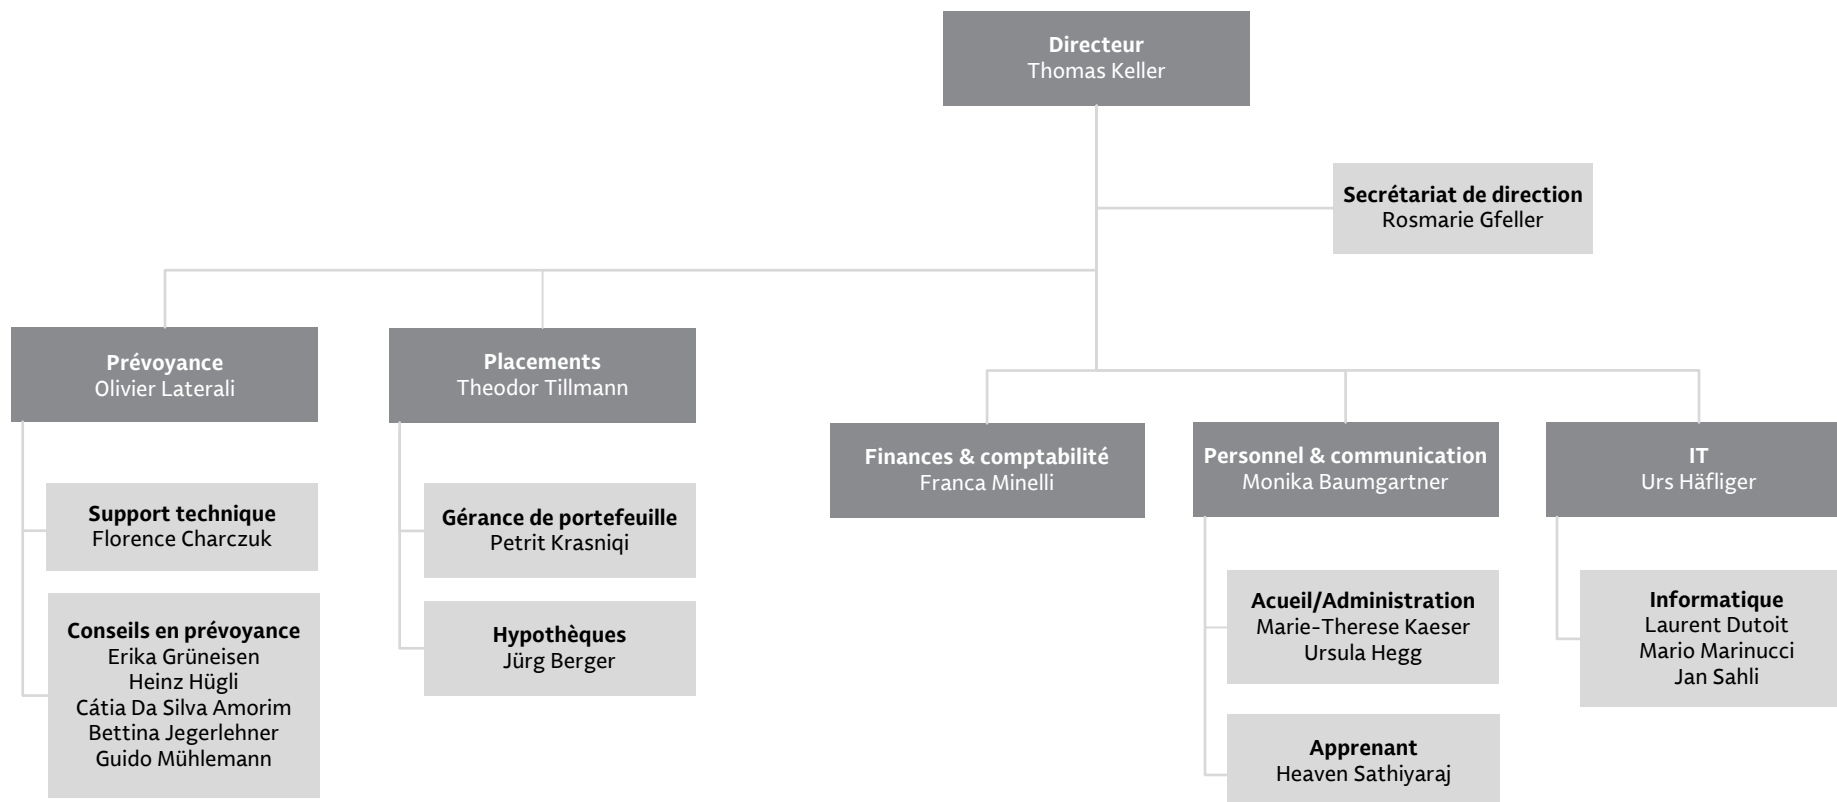 Directeur
Thomas Keller
Secrétariat de direction
Rosmarie Gfeller
Prévoyance
Olivier Laterali
Placements
Theodor Tillmann
Finances & comptabilité
Franca Minelli
Personnel & communication
Monika Baumgartner
IT
Urs Häfliger
Support technique
Florence Charczuk
Conseils en prévoyance
Erika Grüneisen
Heinz Hügli
Cátia Da Silva Amorim
Bettina Jegerlehner
Guido Mühlemann
Gérance de portefeuille
Petrit Krasniqi
Hypothèques
Jürg Berger
Acueil/Administration
Marie-Therese Kaeser
Ursula Hegg
Apprenant
Heaven Sathiyaraj
Informatique
Laurent Dutoit
Mario Marinucci
Jan Sahli